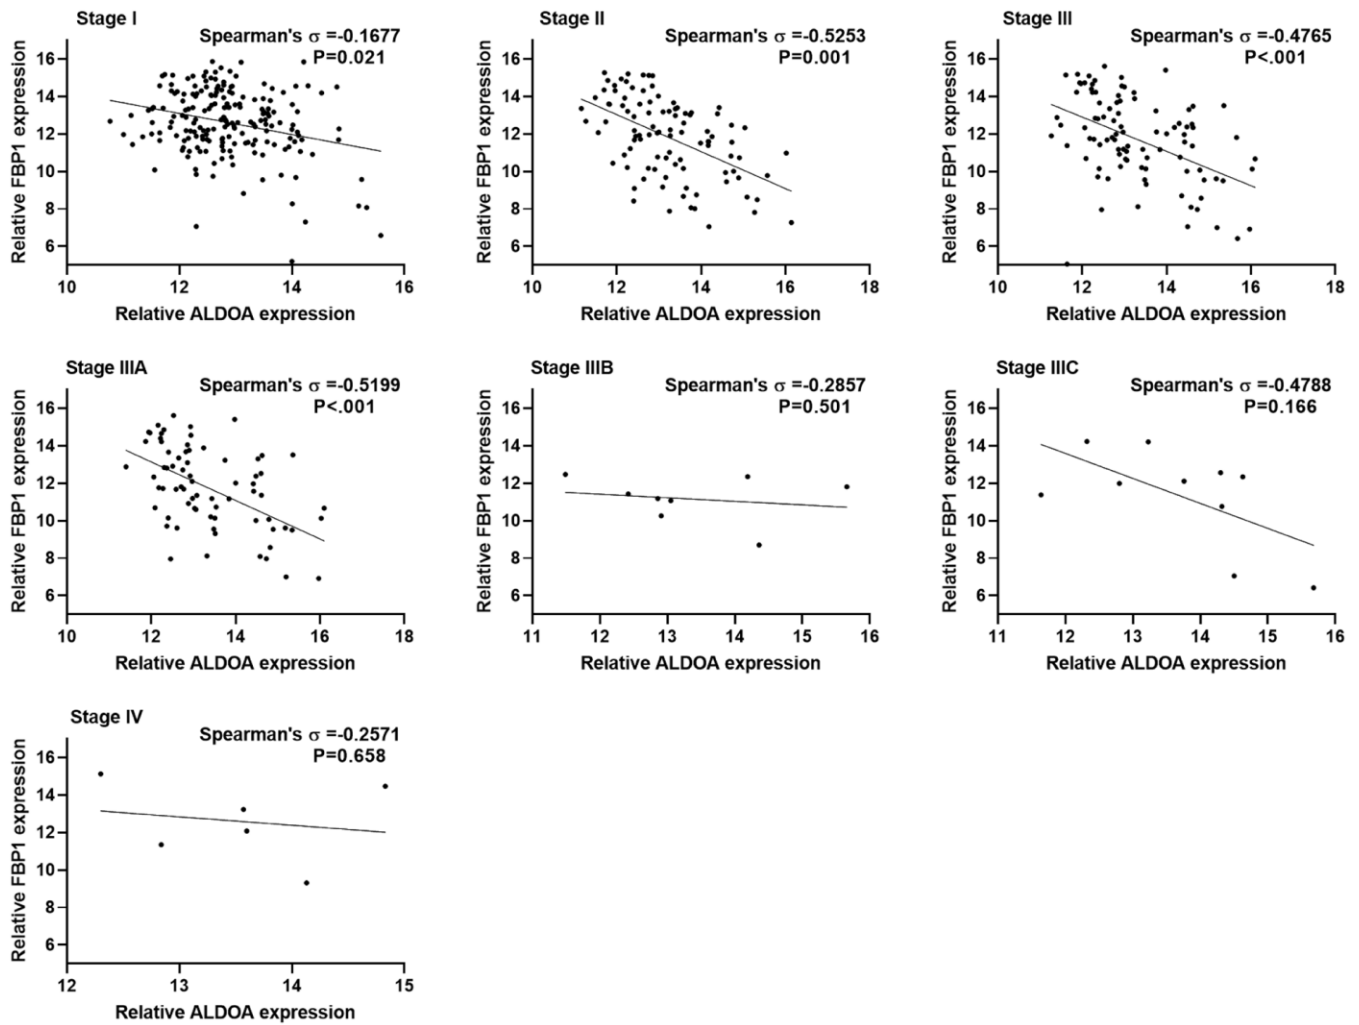 Stage I
Spearman's σ =-0.1677
P=0.021
Relative FBP1 expression
16
14
12
10
8
6
10 12 14 16
Relative ALDOA expression
Stage II
Spearman's σ =-0.5253
P=0.001
Relative FBP1 expression
16
14
12
10
8
6
10 12 14 16 18
Relative ALDOA expression
Stage III
Spearman's σ =-0.4765
P<.001
Relative FBP1 expression
16
14
12
10
8
6
10 12 14 16 18
Relative ALDOA expression
Stage IIIA
Spearman's σ =-0.5199
P<.001
Relative FBP1 expression
16
14
12
10
8
6
10 12 14 16 18
Relative ALDOA expression
Stage IIIB
Spearman's σ =-0.2857
P=0.501
Relative FBP1 expression
16
14
12
10
8
6
11 12 13 14 15 16
Relative ALDOA expression
Stage IIIC
Spearman's σ =-0.4788
P=0.166
Relative FBP1 expression
16
14
12
10
8
6
11 12 13 14 15 16
Relative ALDOA expression
Stage IV
Spearman's σ =-0.2571
P=0.658
Relative FBP1 expression
16
14
12
10
8
6
12 13 14 15
Relative ALDOA expression